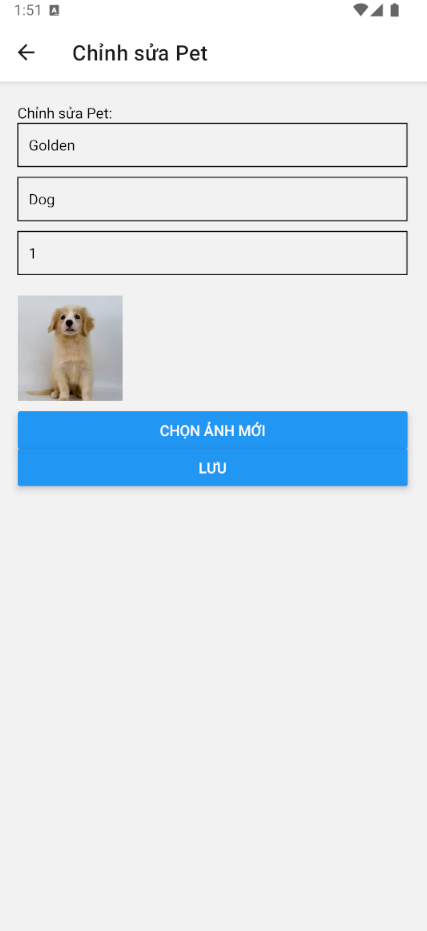 1:51
Chỉnh sửa Pet
Chỉnh sửa Pet:
Golden
Dog
1
CHỌN ẢNH MỚI
LƯU